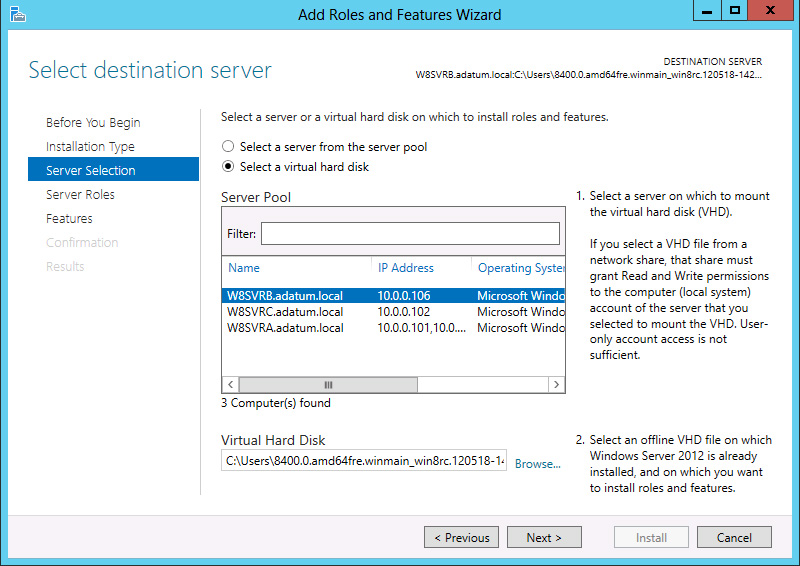 Add Roles and Features Wizard
Select destination server
DESTINATION SERVER
W8SVRB.adatum.local:C:\Users\8400.0.amd64fre.winmain_win8rc.120518-142...
Before You Begin
Installation Type
Server Selection
Server Roles
Features
Confirmation
Results
Select a server or a virtual hard disk on which to install roles and features.
Select a server from the server pool
Select a virtual hard disk
Server Pool
Filter:
Name IP Address Operating System
W8SVRB.adatum.local 10.0.0.106 Microsoft Windo
W8SVRC.adatum.local 10.0.0.102 Microsoft Windo
W8SVRA.adatum.local 10.0.0.101,10.0.... Microsoft Windo
3 Computer(s) found
Virtual Hard Disk
C:\Users\8400.0.amd64fre.winmain_win8rc.120518-14
Browse...
1. Select a server on which to mount
the virtual hard disk (VHD).
If you select a VHD file from a
network share, that share must
grant Read and Write permissions
to the computer (local system)
account of the server that you
selected to mount the VHD. User-
only account access is not
sufficient.
2. Select an offline VHD file on which
Windows Server 2012 is already
installed, and on which you want
to install roles and features.
< Previous
Next >
Install
Cancel